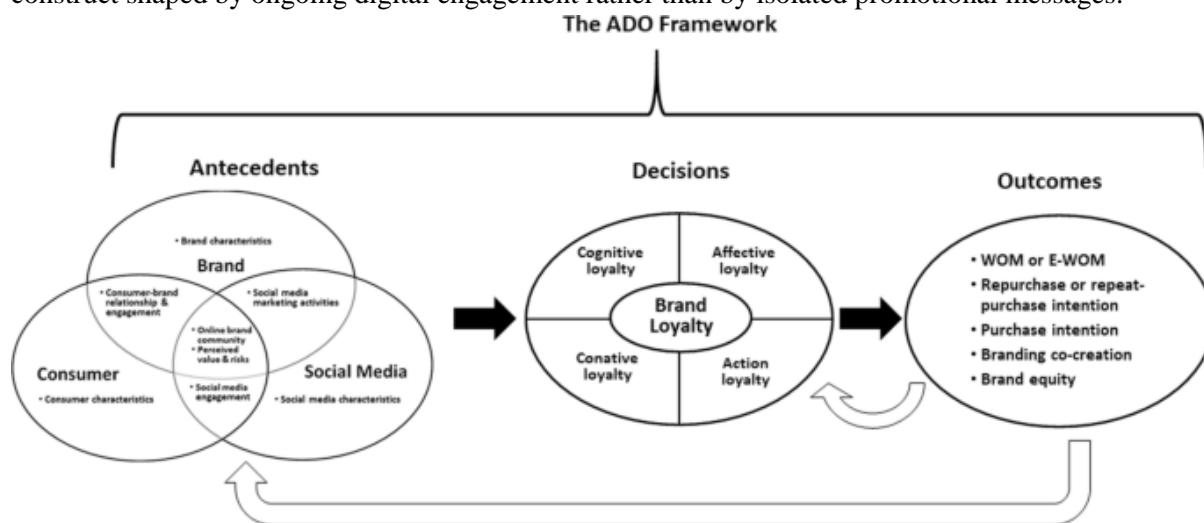 construct shaped by ongoing digital engagement rather than by isolated promotional messages.
The ADO Framework
Antecedents
• Brand characteristics
Brand
• Consumer-brand
relationship &
engagement
• Social media
marketing activities
• Online brand
community
• Perceived
value & risks
Consumer
• Consumer characteristics
• Social media
engagement
Social Media
• Social media characteristics
Decisions
Cognitive
loyalty
Affective
loyalty
Brand
Loyalty
Conative
loyalty
Action
loyalty
Outcomes
• WOM or E-WOM
• Repurchase or repeat-
purchase intention
• Purchase intention
• Branding co-creation
• Brand equity